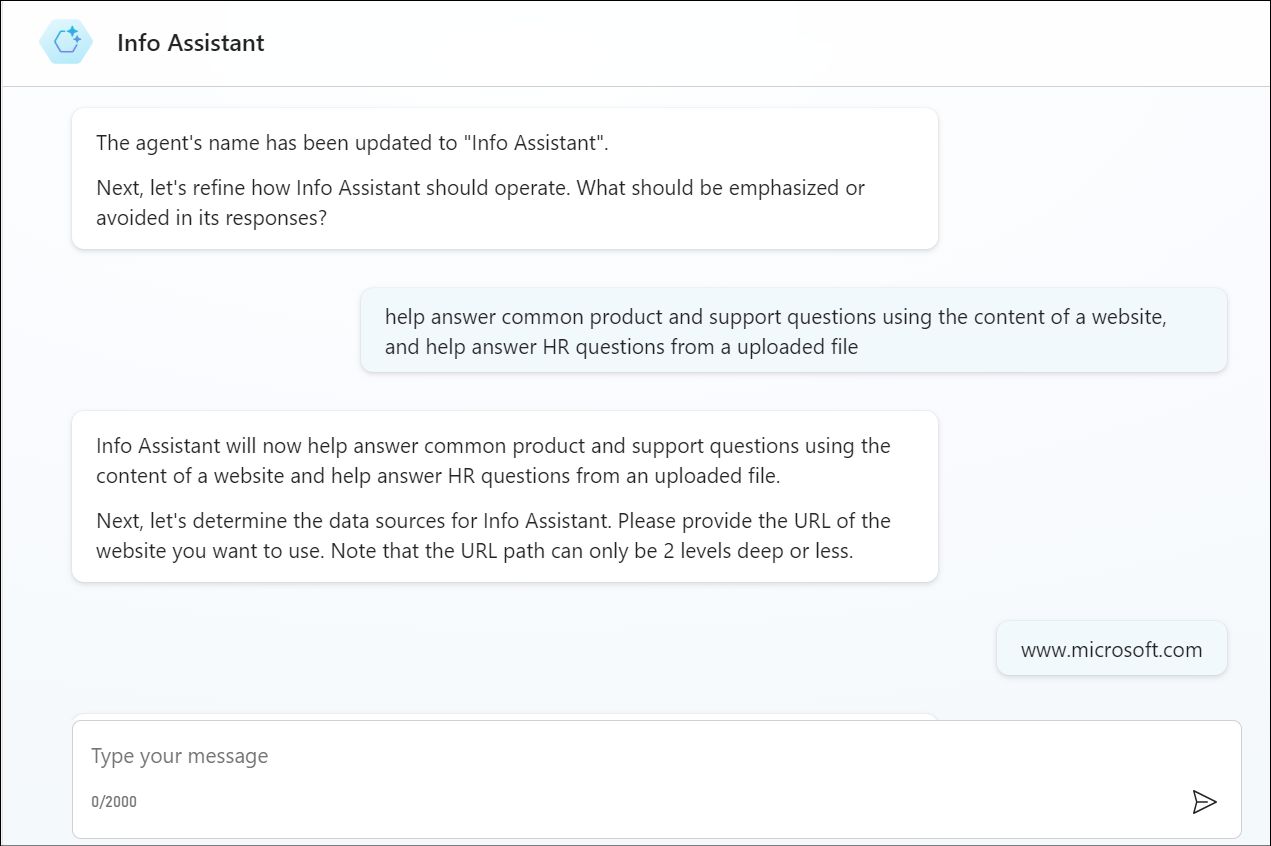 Info Assistant
The agent's name has been updated to "Info Assistant".
Next, let's refine how Info Assistant should operate. What should be emphasized or
avoided in its responses?
help answer common product and support questions using the content of a website,
and help answer HR questions from a uploaded file
Info Assistant will now help answer common product and support questions using the
content of a website and help answer HR questions from an uploaded file.
Next, let's determine the data sources for Info Assistant. Please provide the URL of the
website you want to use. Note that the URL path can only be 2 levels deep or less.
www.microsoft.com
Type your message
0/2000